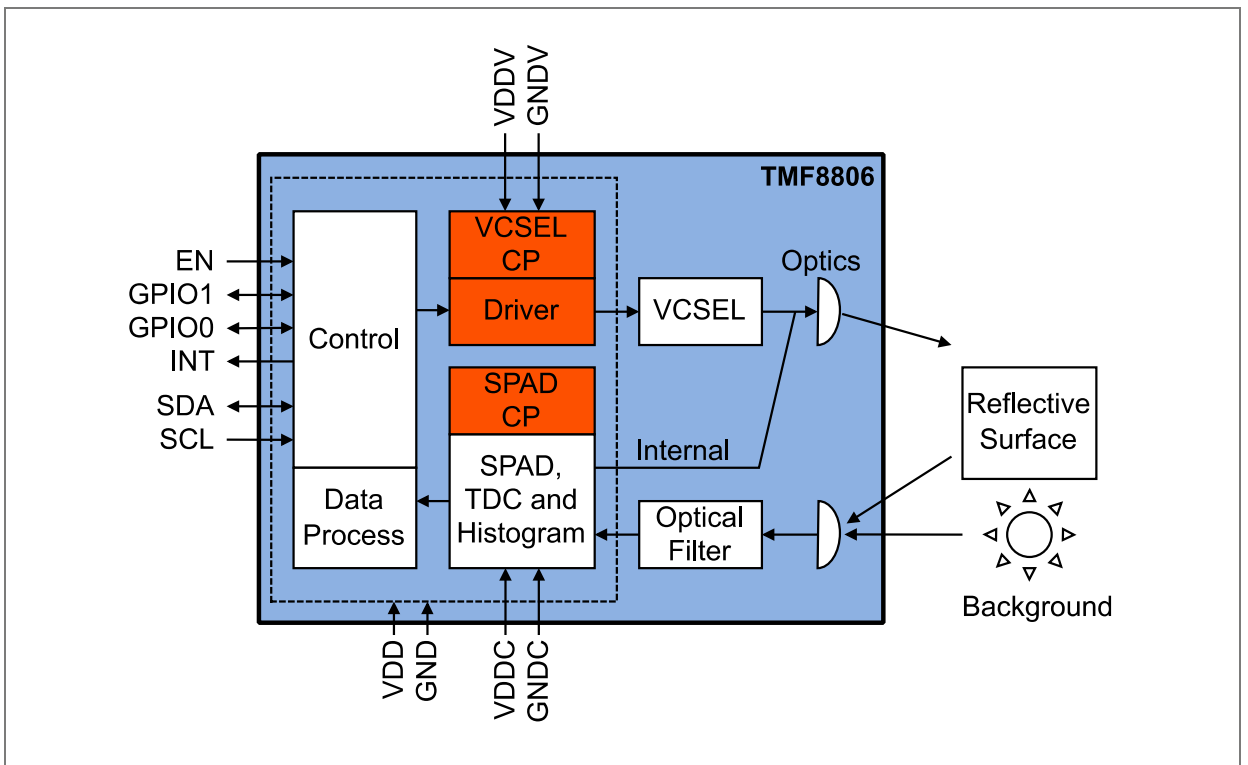 VDDV
GNDV
TMF8806
VCSEL
CP
Driver
VCSEL
Optics
EN
GPIO1
GPIO0
INT
SDA
SCL
Control
Data
Process
SPAD
CP
SPAD,
TDC and
Histogram
Internal
Optical
Filter
Reflective
Surface
Background
VDD
GND
VDDC
GNDC